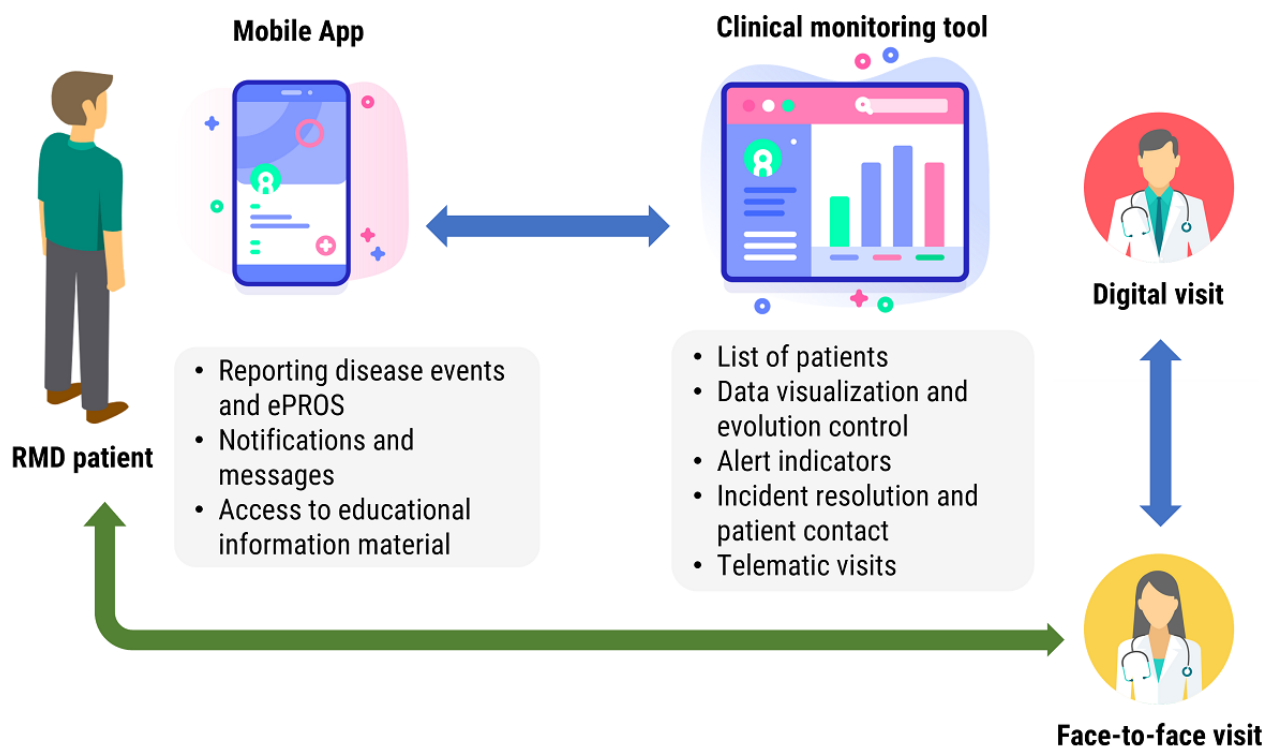 Mobile App
Clinical monitoring tool
Digital visit
RMD patient
• Reporting disease events
and ePROS
• Notifications and
messages
• Access to educational
information material
• List of patients
• Data visualization and
evolution control
• Alert indicators
• Incident resolution and
patient contact
• Telematic visits
Face-to-face visit